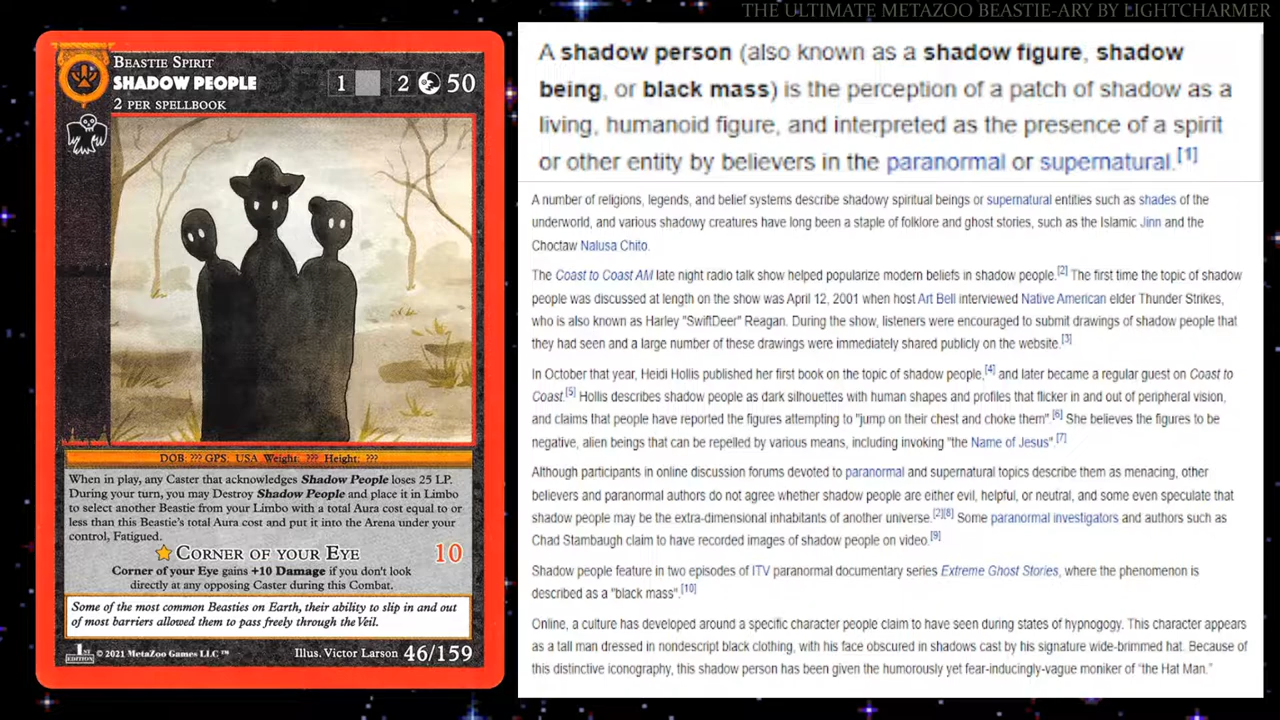 THE ULTIMATE METAZOO BEASTIE-ARY BY LIGHTCHARMER
BEASTIE SPIRIT
SHADOW PEOPLE
2 PER SPELLBOOK
1 2 50
DOB: ??? GPS: USA Weight: ??? Height: ???
When in play, any Caster that acknowledges Shadow People loses 25 LP.
During your turn, you may Destroy Shadow People and place it in Limbo
to select another Beastie from your Limbo with a total Aura cost equal to or
less than this Beastie's total Aura cost and put it into the Arena under your
control, Fatigued.
CORNER OF YOUR EYE 10
Corner of your Eye gains +10 Damage if you don't look
directly at any opposing Caster during this Combat.
Some of the most common Beasties on Earth, their ability to slip in and out
of most barriers allowed them to pass freely through the Veil.
1st EDITION © 2021 METAZOO GAMES LLC ™ Illus. Victor Larson 46/159
A shadow person (also known as a shadow figure, shadow
being, or black mass) is the perception of a patch of shadow as a
living, humanoid figure, and interpreted as the presence of a spirit
or other entity by believers in the paranormal or supernatural.[1]
A number of religions, legends, and belief systems describe shadowy spiritual beings or supernatural entities such as shades of the
underworld, and various shadowy creatures have long been a staple of folklore and ghost stories, such as the Islamic Jinn and the
Choctaw Nalusa Chito.
The Coast to Coast AM late night radio talk show helped popularize modern beliefs in shadow people.[2] The first time the topic of shadow
people was discussed at length on the show was April 12, 2001 when host Art Bell interviewed Native American elder Thunder Strikes,
who is also known as Harley "SwiftDeer" Reagan. During the show, listeners were encouraged to submit drawings of shadow people that
they had seen and a large number of these drawings were immediately shared publicly on the website.[3]
In October that year, Heidi Hollis published her first book on the topic of shadow people,[4] and later became a regular guest on Coast to
Coast.[5] Hollis describes shadow people as dark silhouettes with human shapes and profiles that flicker in and out of peripheral vision,
and claims that people have reported the figures attempting to "jump on their chest and choke them".[6] She believes the figures to be
negative, alien beings that can be repelled by various means, including invoking "the Name of Jesus".[7]
Although participants in online discussion forums devoted to paranormal and supernatural topics describe them as menacing, other
believers and paranormal authors do not agree whether shadow people are either evil, helpful, or neutral, and some even speculate that
shadow people may be the extra-dimensional inhabitants of another universe.[2][8] Some paranormal investigators and authors such as
Chad Stambaugh claim to have recorded images of shadow people on video.[9]
Shadow people feature in two episodes of ITV paranormal documentary series Extreme Ghost Stories, where the phenomenon is
described as a "black mass".[10]
Online, a culture has developed around a specific character people claim to have seen during states of hypnogogy. This character appears
as a tall man dressed in nondescript black clothing, with his face obscured in shadows cast by his signature wide-brimmed hat. Because of
this distinctive iconography, this shadow person has been given the humorously yet fear-inducingly-vague moniker of "the Hat Man."